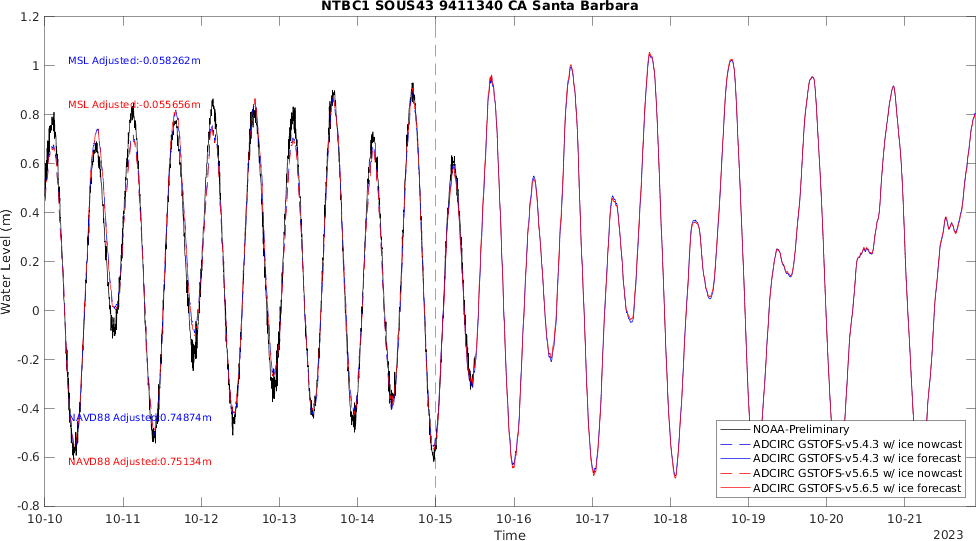 NTBC1 SOUS43 9411340 CA Santa Barbara
1.2
1
0.8
0.6
0.4
0.2
0
-0.2
-0.4
-0.6
-0.8
Water Level (m)
MSL Adjusted:-0.058262m
MSL Adjusted:-0.055656m
NAVD88 Adjusted:0.74874m
NAVD88 Adjusted:0.75134m
NOAA-Preliminary
ADCIRC GSTOFS-v5.4.3 w/ ice nowcast
ADCIRC GSTOFS-v5.4.3 w/ ice forecast
ADCIRC GSTOFS-v5.6.5 w/ ice nowcast
ADCIRC GSTOFS-v5.6.5 w/ ice forecast
10-10 10-11 10-12 10-13 10-14 10-15 10-16 10-17 10-18 10-19 10-20 10-21
Time
2023